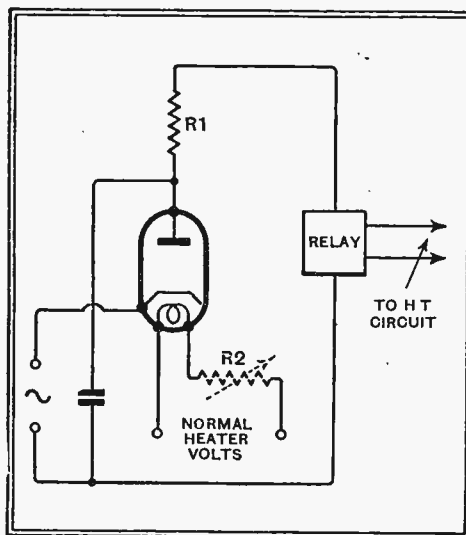 R1
RELAY
TO H T
CIRCUIT
R2
NORMAL
HEATER
VOLTS